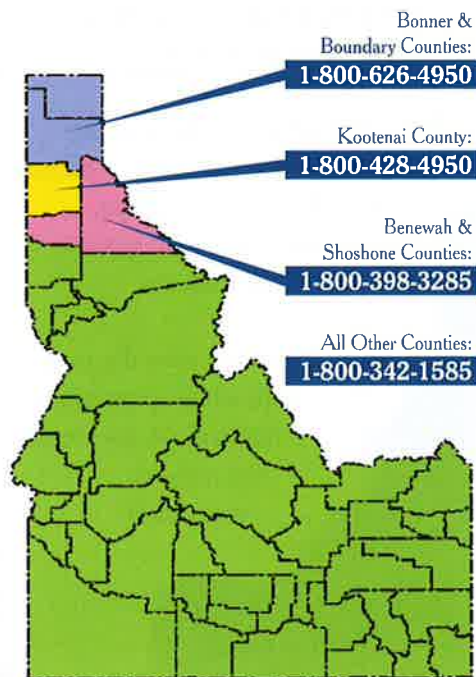 Bonner &
Boundary Counties:
1-800-626-4950
Kootenai County:
1-800-428-4950
Benewah &
Shoshone Counties:
1-800-398-3285
All Other Counties:
1-800-342-1585